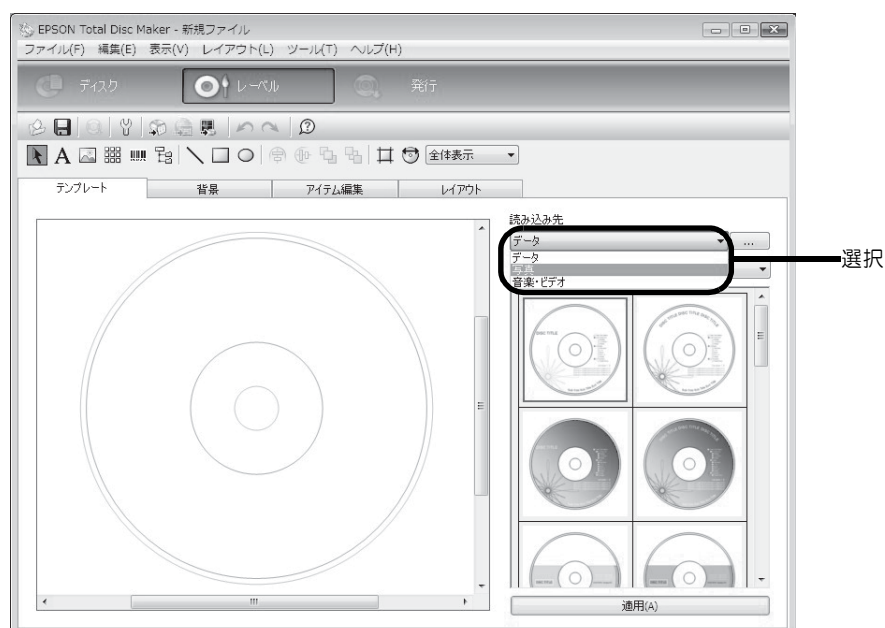 EPSON Total Disc Maker - 新規ファイル
ファイル(F) 編集(E) 表示(V) レイアウト(L) ツール(T) ヘルプ(H)
ディスク レーベル 発行
A 全体表示
テンプレート 背景 アイテム編集 レイアウト
読み込み先
データ ...
データ
写真
音楽・ビデオ
選択
適用(A)